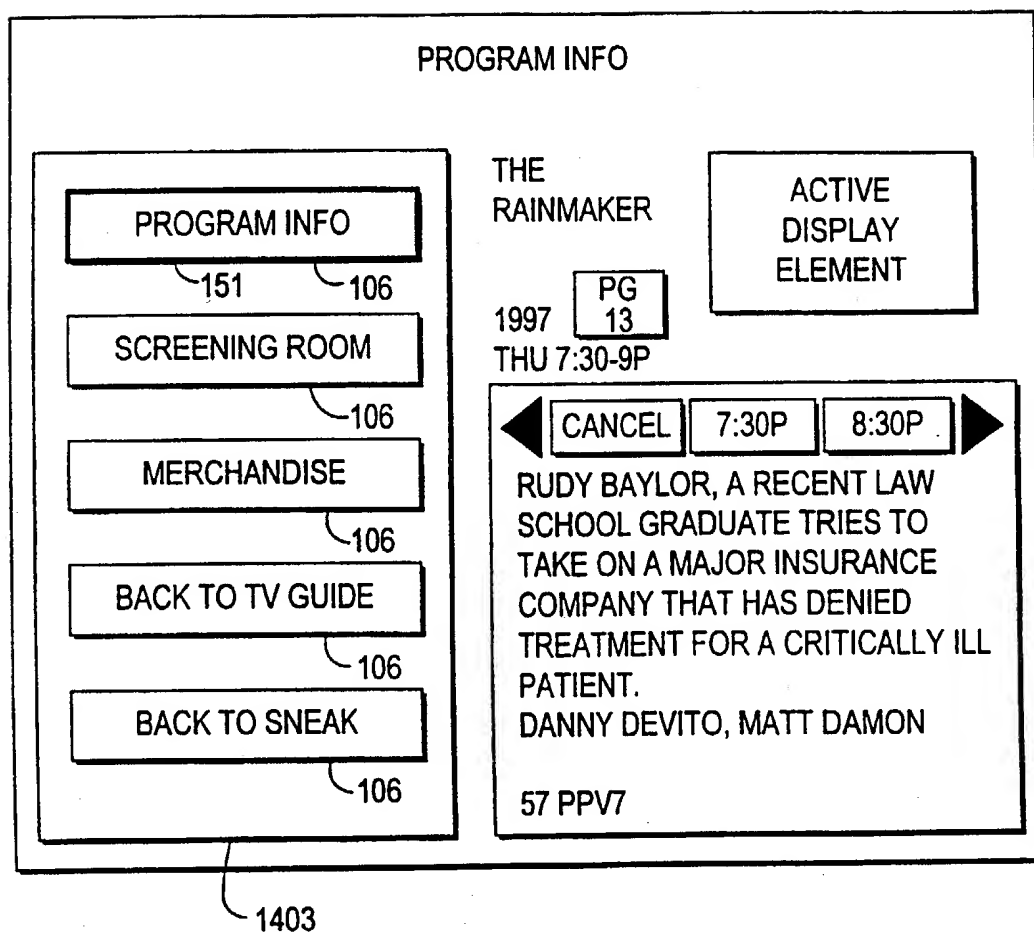 PROGRAM INFO
PROGRAM INFO
151
106
SCREENING ROOM
106
MERCHANDISE
106
BACK TO TV GUIDE
106
BACK TO SNEAK
106
1403
THE
RAINMAKER
ACTIVE
DISPLAY
ELEMENT
PG
1997 13
THU 7:30-9P
CANCEL 7:30P 8:30P
RUDY BAYLOR, A RECENT LAW
SCHOOL GRADUATE TRIES TO
TAKE ON A MAJOR INSURANCE
COMPANY THAT HAS DENIED
TREATMENT FOR A CRITICALLY ILL
PATIENT.
DANNY DEVITO, MATT DAMON
57 PPV7